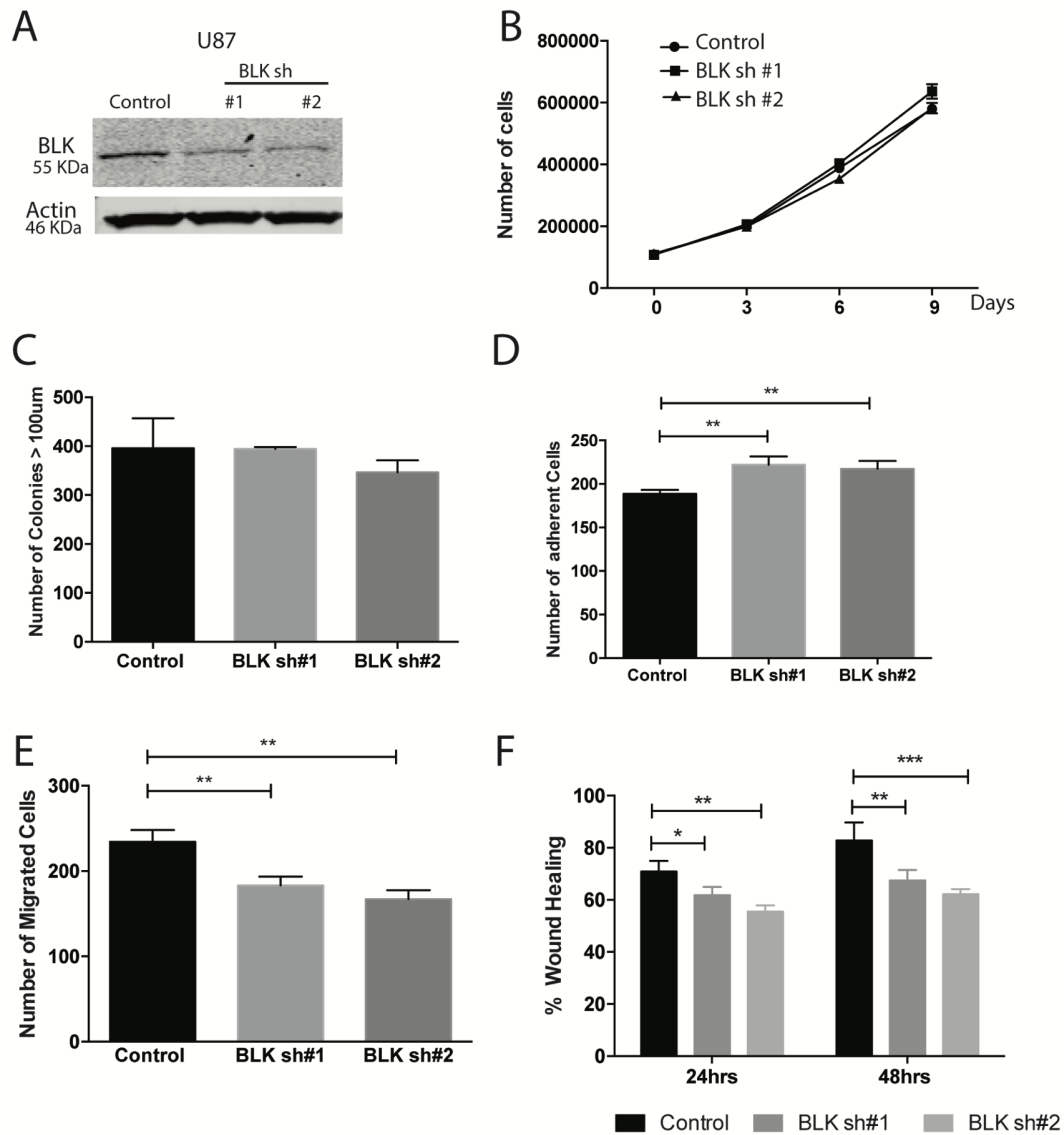 A
U87
BLK sh
Control #1 #2
BLK
55 KDa
Actin
46 KDa
B
Number of cells
800000
600000
400000
200000
0
Control
BLK sh #1
BLK sh #2
0 3 6 9 Days
C
Number of Colonies > 100um
500
400
300
400
100
0
Control BLK sh#1 BLK sh#2
D
Number of adherent Cells
250
200
150
100
50
0
** 
**
Control BLK sh#1 BLK sh#2
E
Number of Migrated Cells
300
200
100
0
**
**
Control BLK sh#1 BLK sh#2
F
% Wound Healing
100
80
60
40
20
0
***
**
**
*
24hrs 48hrs
Control BLK sh#1 BLK sh#2